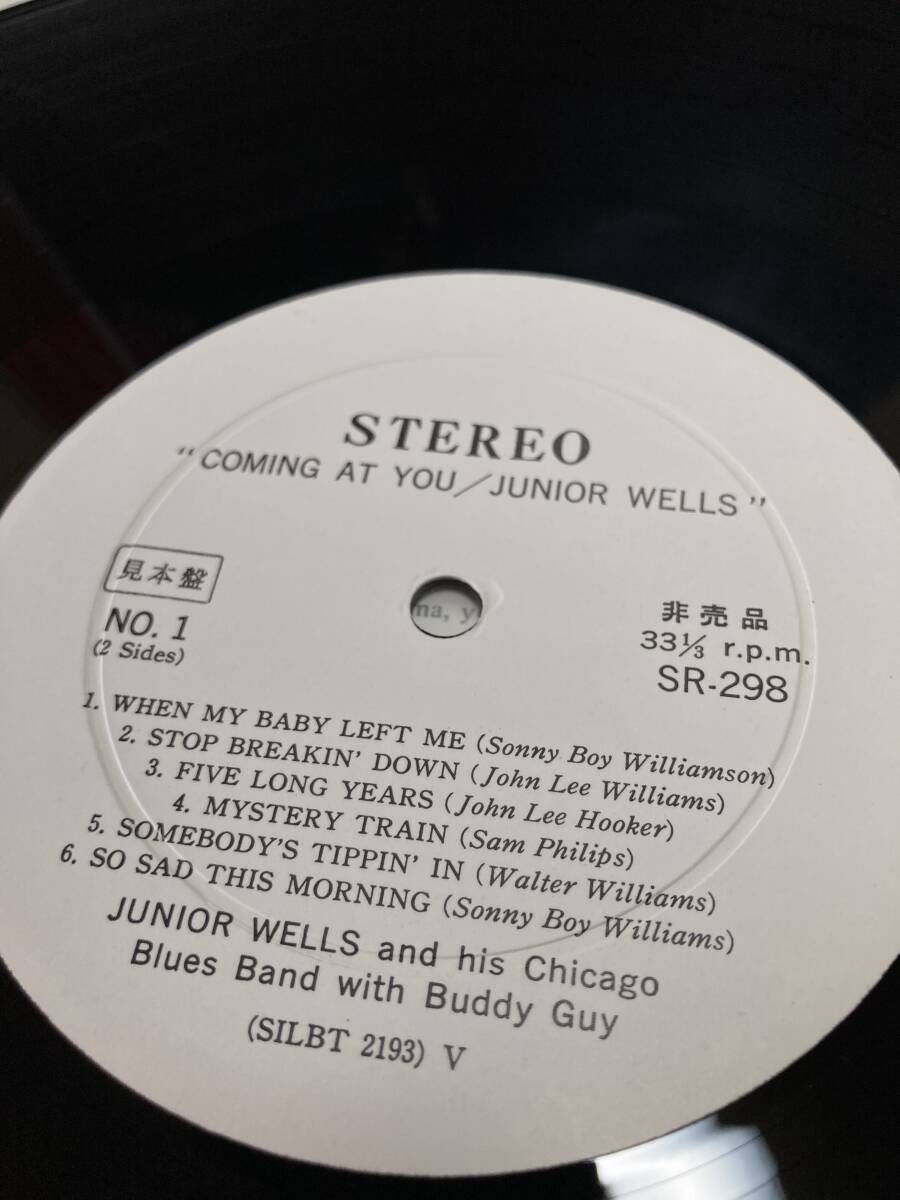 STEREO
"COMING AT YOU/JUNIOR WELLS"
見本盤
NO. 1
(2 Sides)
na, y
非売品
33⅓ r.p.m.
SR-298
1. WHEN MY BABY LEFT ME (Sonny Boy Williamson)
2. STOP BREAKIN' DOWN (John Lee Williams)
3. FIVE LONG YEARS (John Lee Hooker)
4. MYSTERY TRAIN (Sam Philips)
5. SOMEBODY'S TIPPIN' IN (Walter Williams)
6. SO SAD THIS MORNING (Sonny Boy Williams)
JUNIOR WELLS and his Chicago
Blues Band with Buddy Guy
(SILBT 2193) V